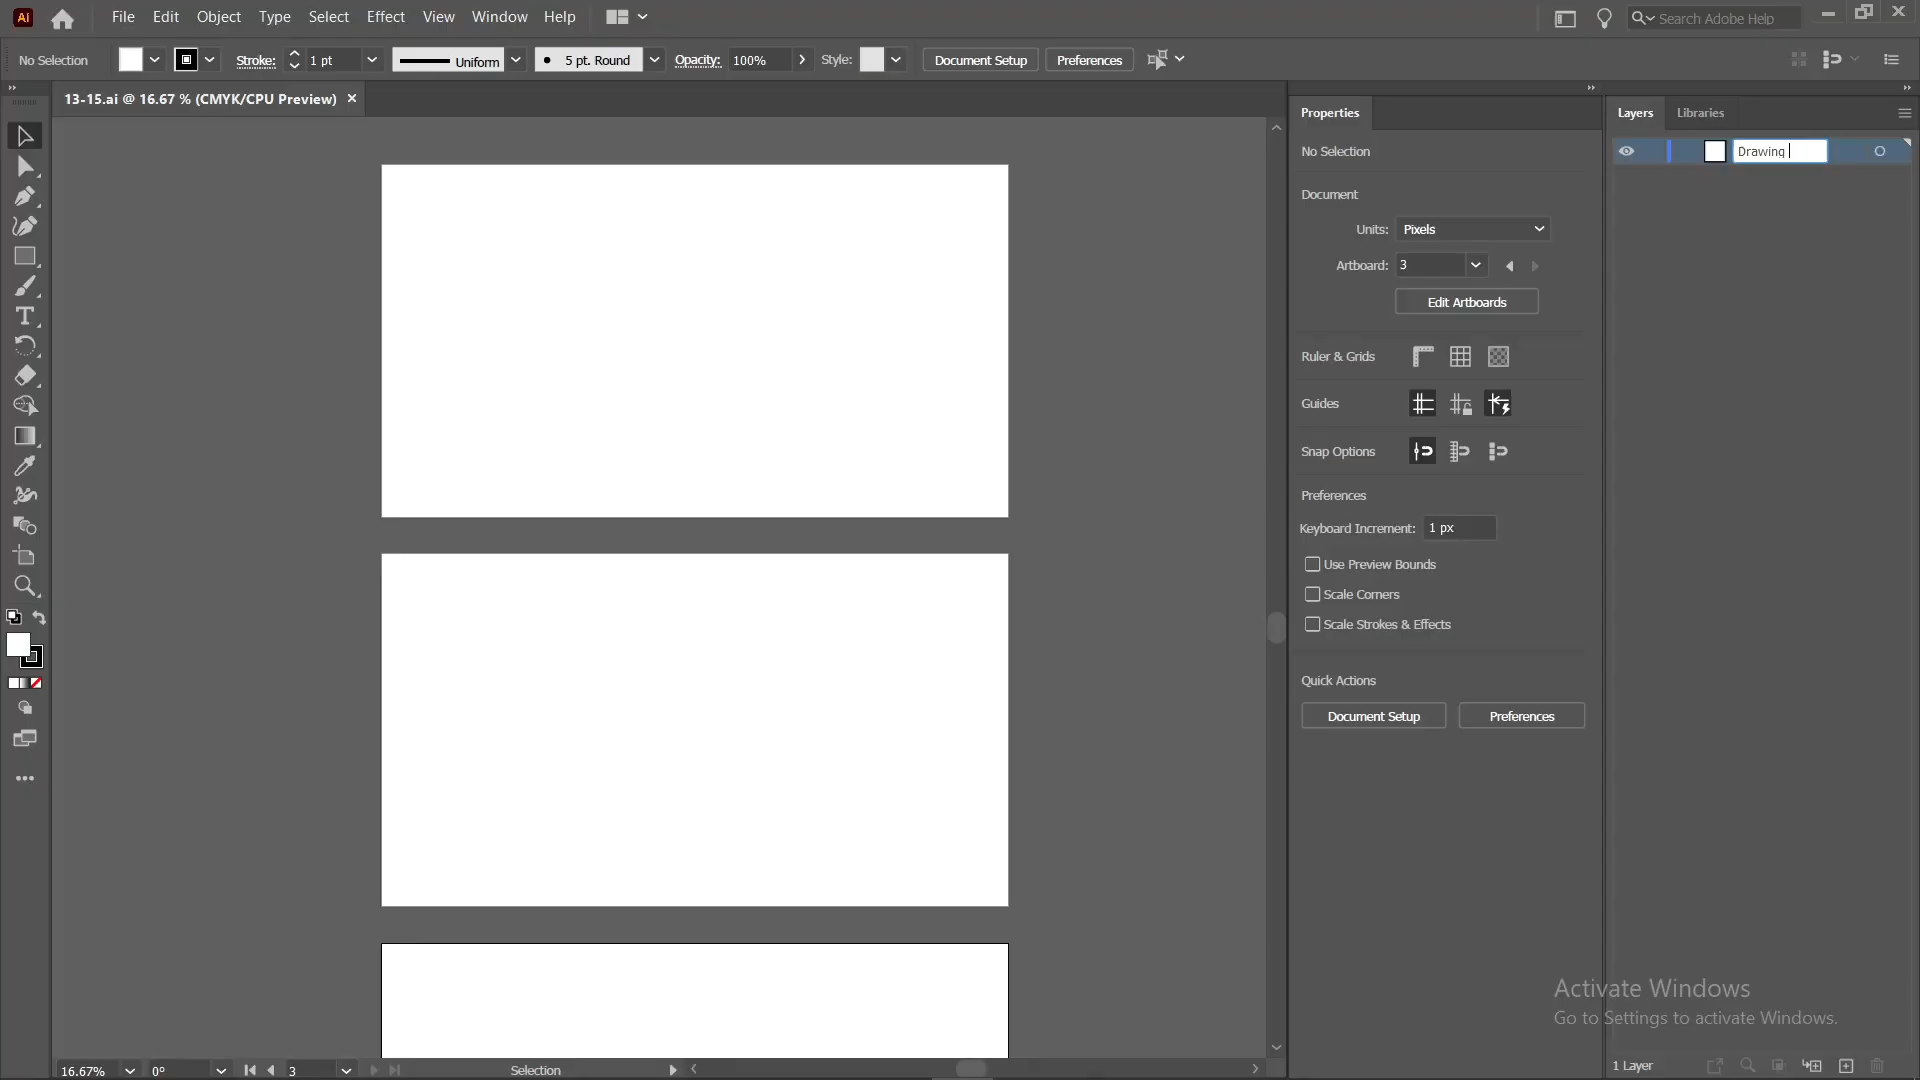 Ai File Edit Object Type Select Effect View Window Help Search Adobe Help
No Selection Stroke: 1 pt Uniform 5 pt. Round Opacity: 100% Style: Document Setup Preferences
13-15.ai @ 16.67 % (CMYK/CPU Preview)
Properties
No Selection
Document
Units: Pixels
Artboard: 3
Edit Artboards
Ruler & Grids
Guides
Snap Options
Preferences
Keyboard Increment: 1 px
Use Preview Bounds
Scale Corners
Scale Strokes & Effects
Quick Actions
Document Setup Preferences
Layers Libraries
Drawing
Activate Windows
Go to Settings to activate Windows.
1 Layer
16.67% 0° 3 Selection